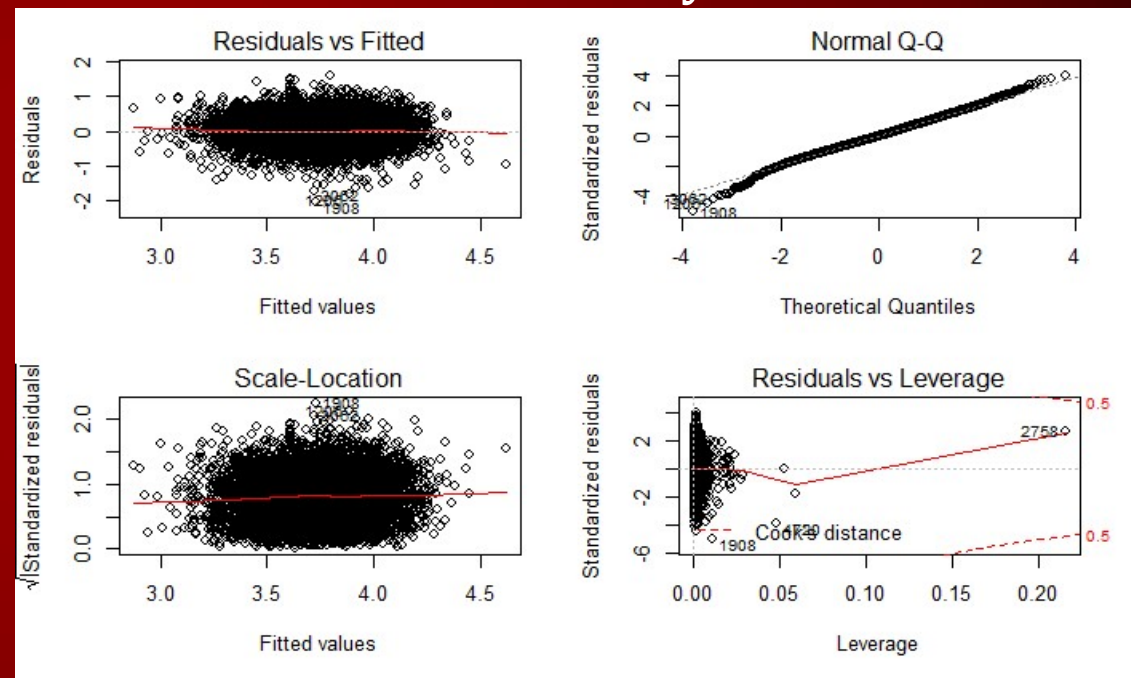 Residuals vs Fitted
Residuals
2
1
0
-1
-2
1908
3.0 3.5 4.0 4.5
Fitted values
Normal Q-Q
Standardized residuals
4
2
0
-4
1908
-4 -2 0 2 4
Theoretical Quantiles
Scale-Location
√|Standardized residuals|
2.0
1.0
0.0
1908
3.0 3.5 4.0 4.5
Fitted values
Residuals vs Leverage
Standardized residuals
2
-2
-6
0.5
2758
Cook's distance
0.5
1908
0.00 0.05 0.10 0.15 0.20
Leverage